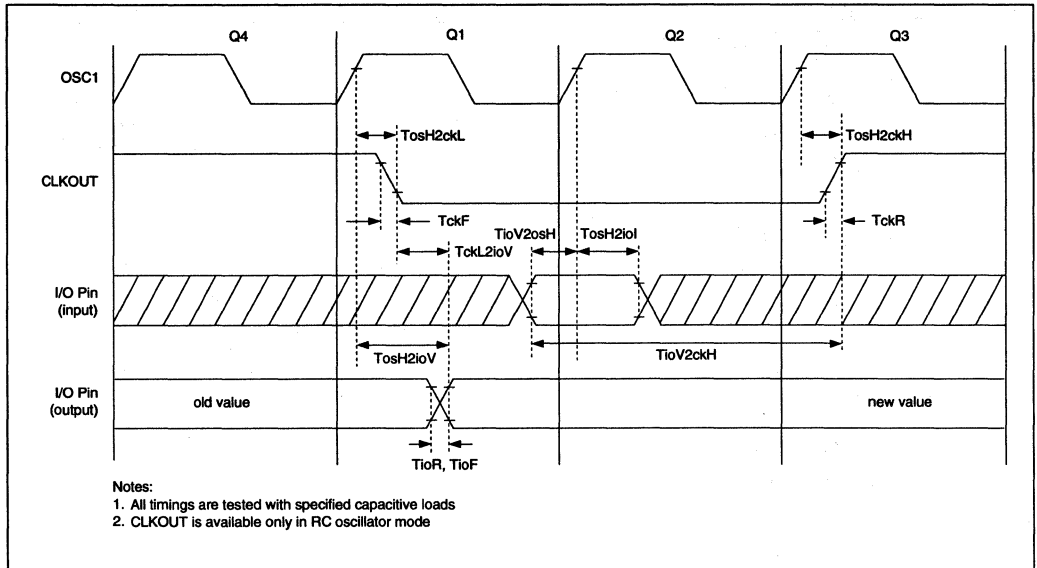 Q4 Q1 Q2 Q3
OSC1
TosH2ckL
TosH2ckH
CLKOUT
TckF
TckR
TioV2osH
TosH2ioI
TckL2ioV
I/O Pin
(input)
TosH2ioV
TioV2ckH
I/O Pin
(output)
old value
new value
TioR, TioF
Notes:
1. All timings are tested with specified capacitive loads
2. CLKOUT is available only in RC oscillator mode